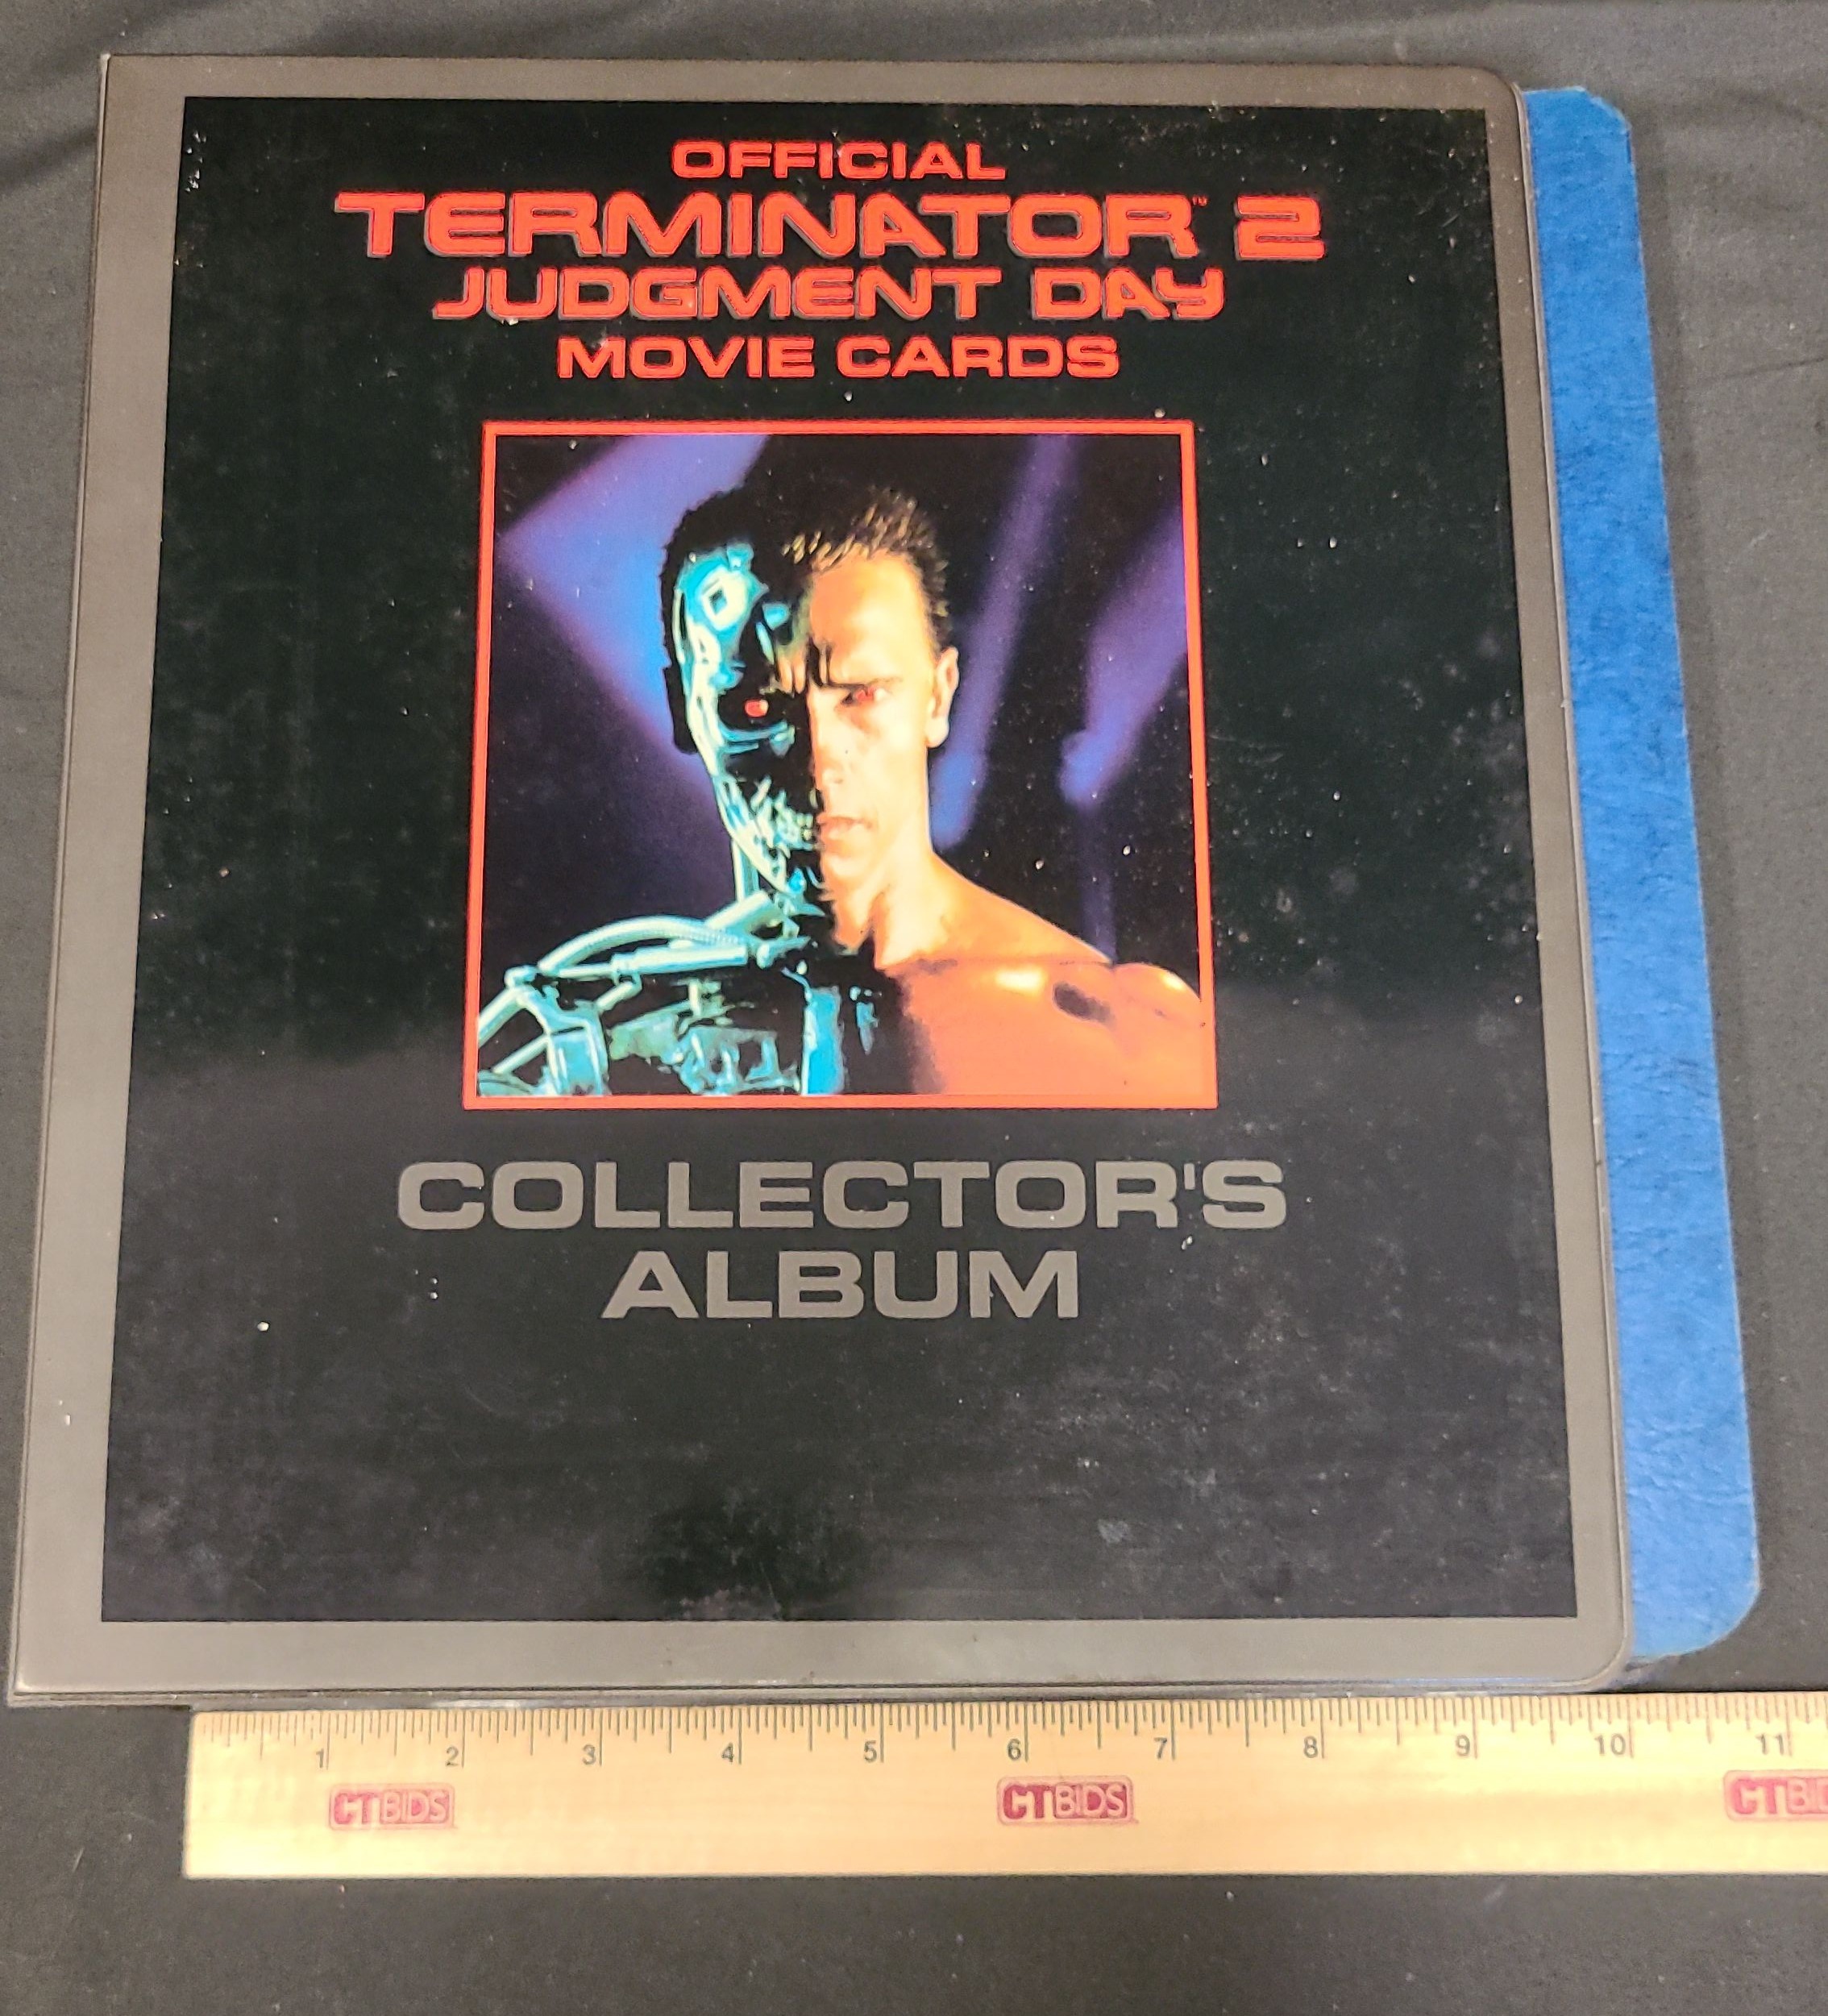 OFFICIAL
TERMINATOR™ 2
JUDGMENT DAY
MOVIE CARDS
COLLECTOR'S
ALBUM
1 2 3 4 5 6 7 8 9 10 11
CTBIDS CTBIDS CTBI